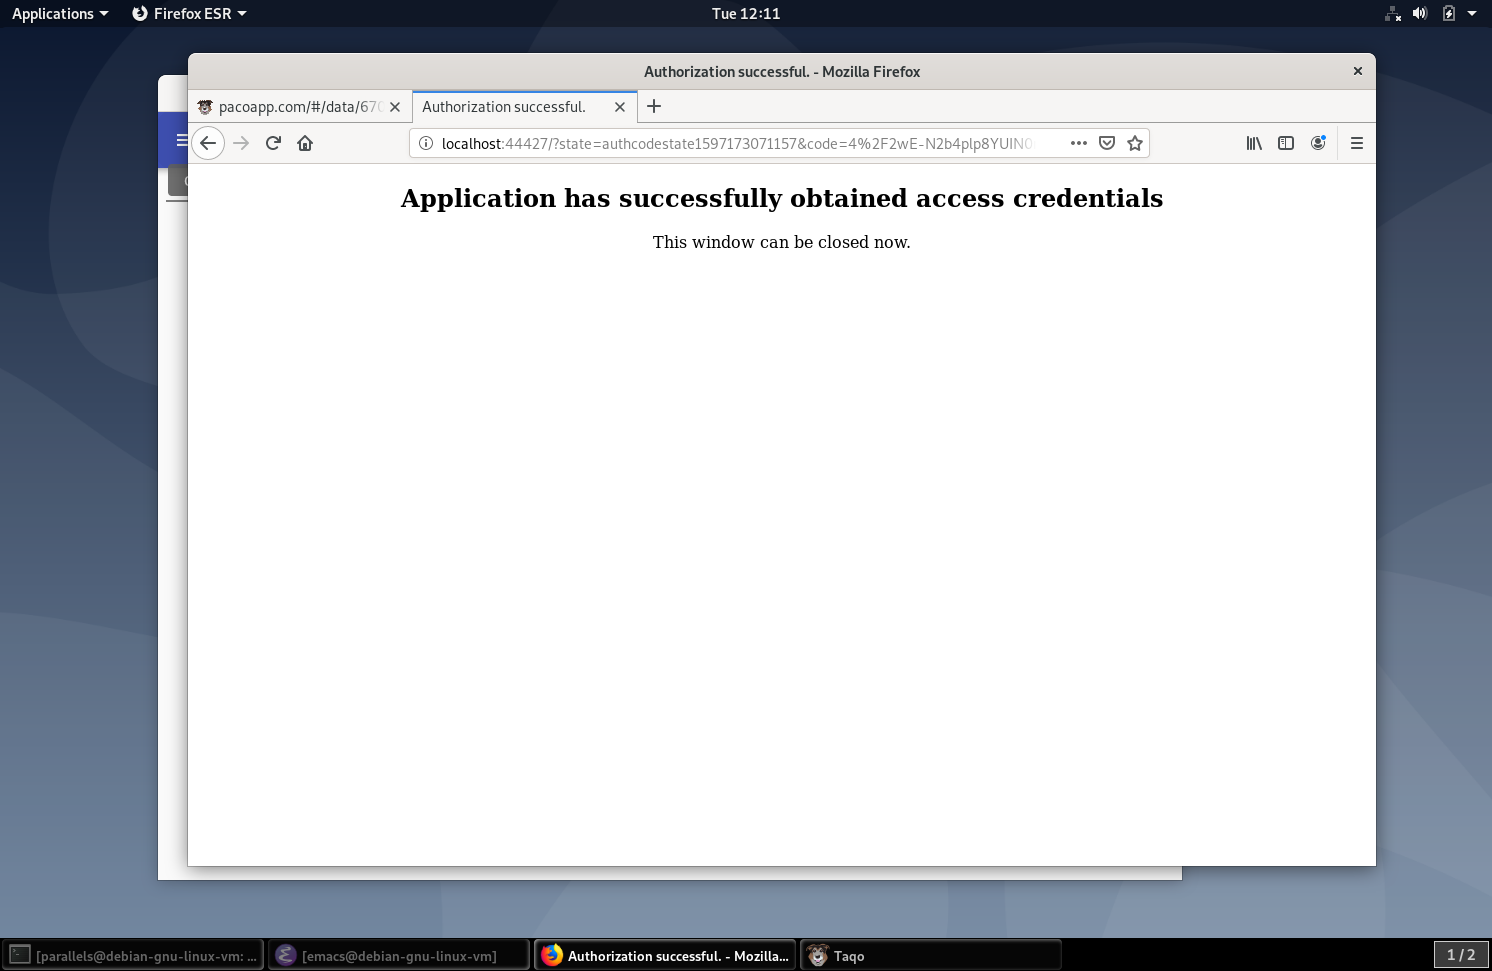 Applications
Firefox ESR
Tue 12:11
Authorization successful. - Mozilla Firefox
pacoapp.com/#/data/670
Authorization successful.
localhost:44427/?state=authcodestate1597173071157&code=4%2F2wE-N2b4plp8YUIN0
Application has successfully obtained access credentials
This window can be closed now.
[parallels@debian-gnu-linux-vm: ...
[emacs@debian-gnu-linux-vm]
Authorization successful. - Mozilla...
Taqo
1 / 2